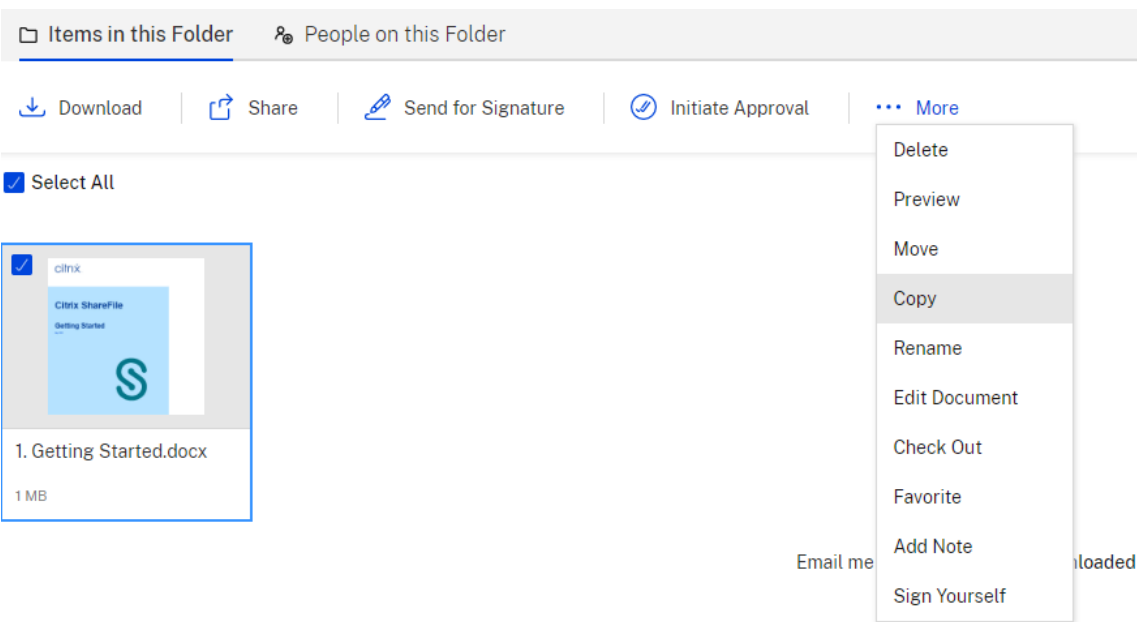 Items in this Folder People on this Folder
Download Share Send for Signature Initiate Approval ••• More
Delete
Select All
Preview
Move
citrix
Citrix ShareFile
Getting Started
Copy
Rename
Edit Document
1. Getting Started.docx
Check Out
1 MB
Favorite
Add Note
Email me nloaded
Sign Yourself